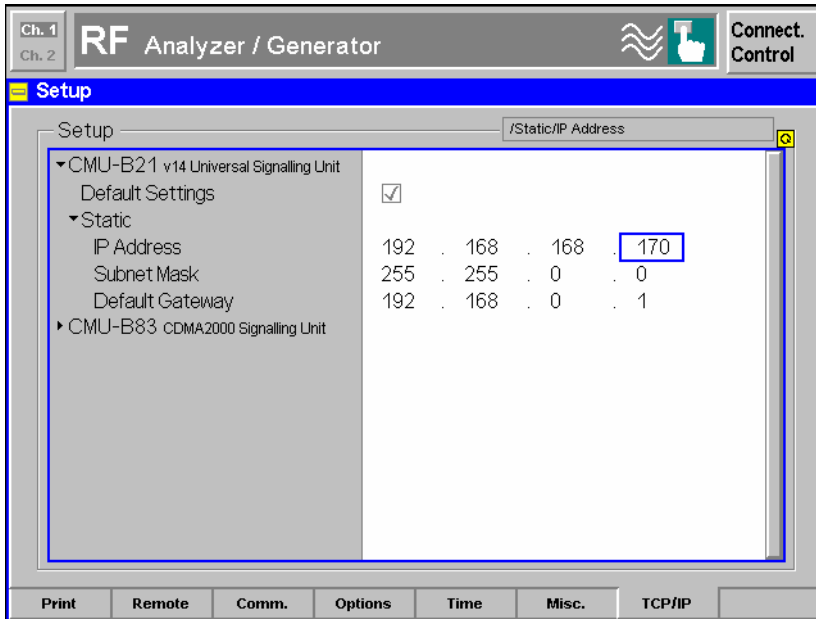 Ch. 1
Ch. 2
RF Analyzer / Generator
Connect.
Control
Setup
Setup
/Static/IP Address
CMU-B21 v14 Universal Signalling Unit
Default Settings
Static
IP Address 192 . 168 . 168 . 170
Subnet Mask 255 . 255 . 0 . 0
Default Gateway 192 . 168 . 0 . 1
CMU-B83 CDMA2000 Signalling Unit
Print Remote Comm. Options Time Misc. TCP/IP